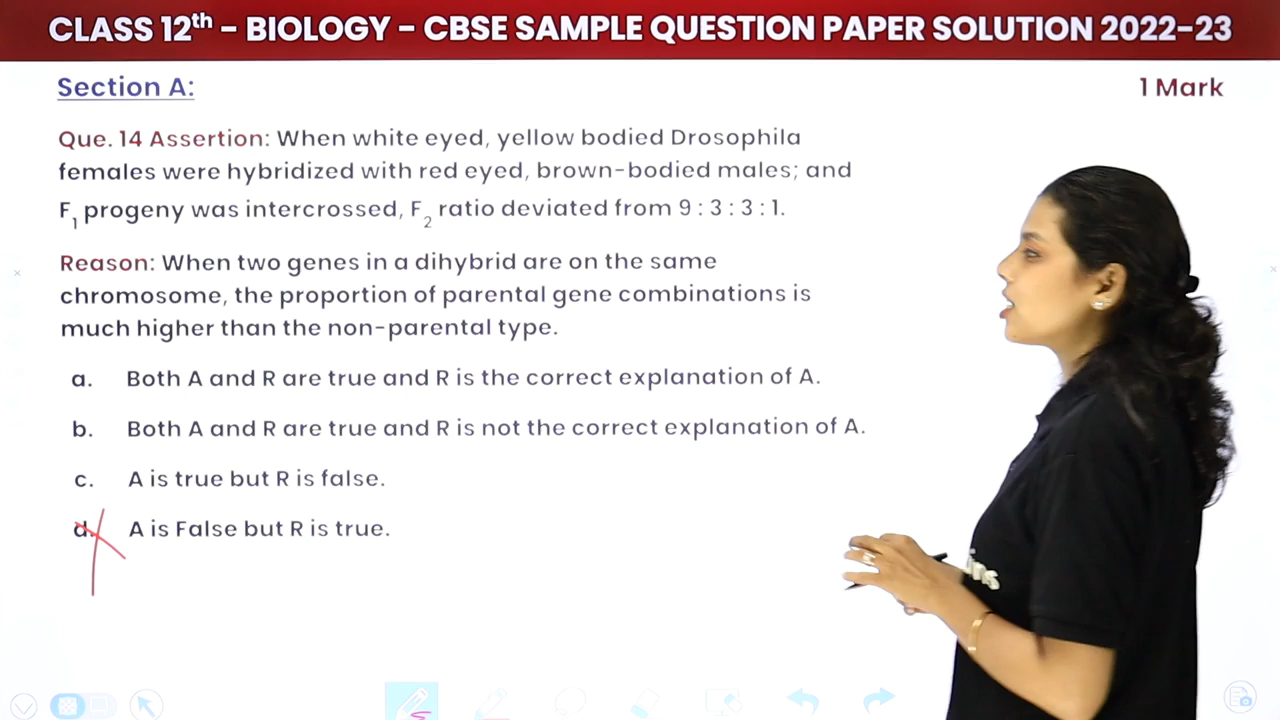 CLASS 12th – BIOLOGY – CBSE SAMPLE QUESTION PAPER SOLUTION 2022–23
Section A:
1 Mark
Que. 14 Assertion: When white eyed, yellow bodied Drosophila
females were hybridized with red eyed, brown-bodied males; and
F1 progeny was intercrossed, F2 ratio deviated from 9 : 3 : 3 : 1.
Reason: When two genes in a dihybrid are on the same
chromosome, the proportion of parental gene combinations is
much higher than the non-parental type.
a. Both A and R are true and R is the correct explanation of A.
b. Both A and R are true and R is not the correct explanation of A.
c. A is true but R is false.
d. A is False but R is true.